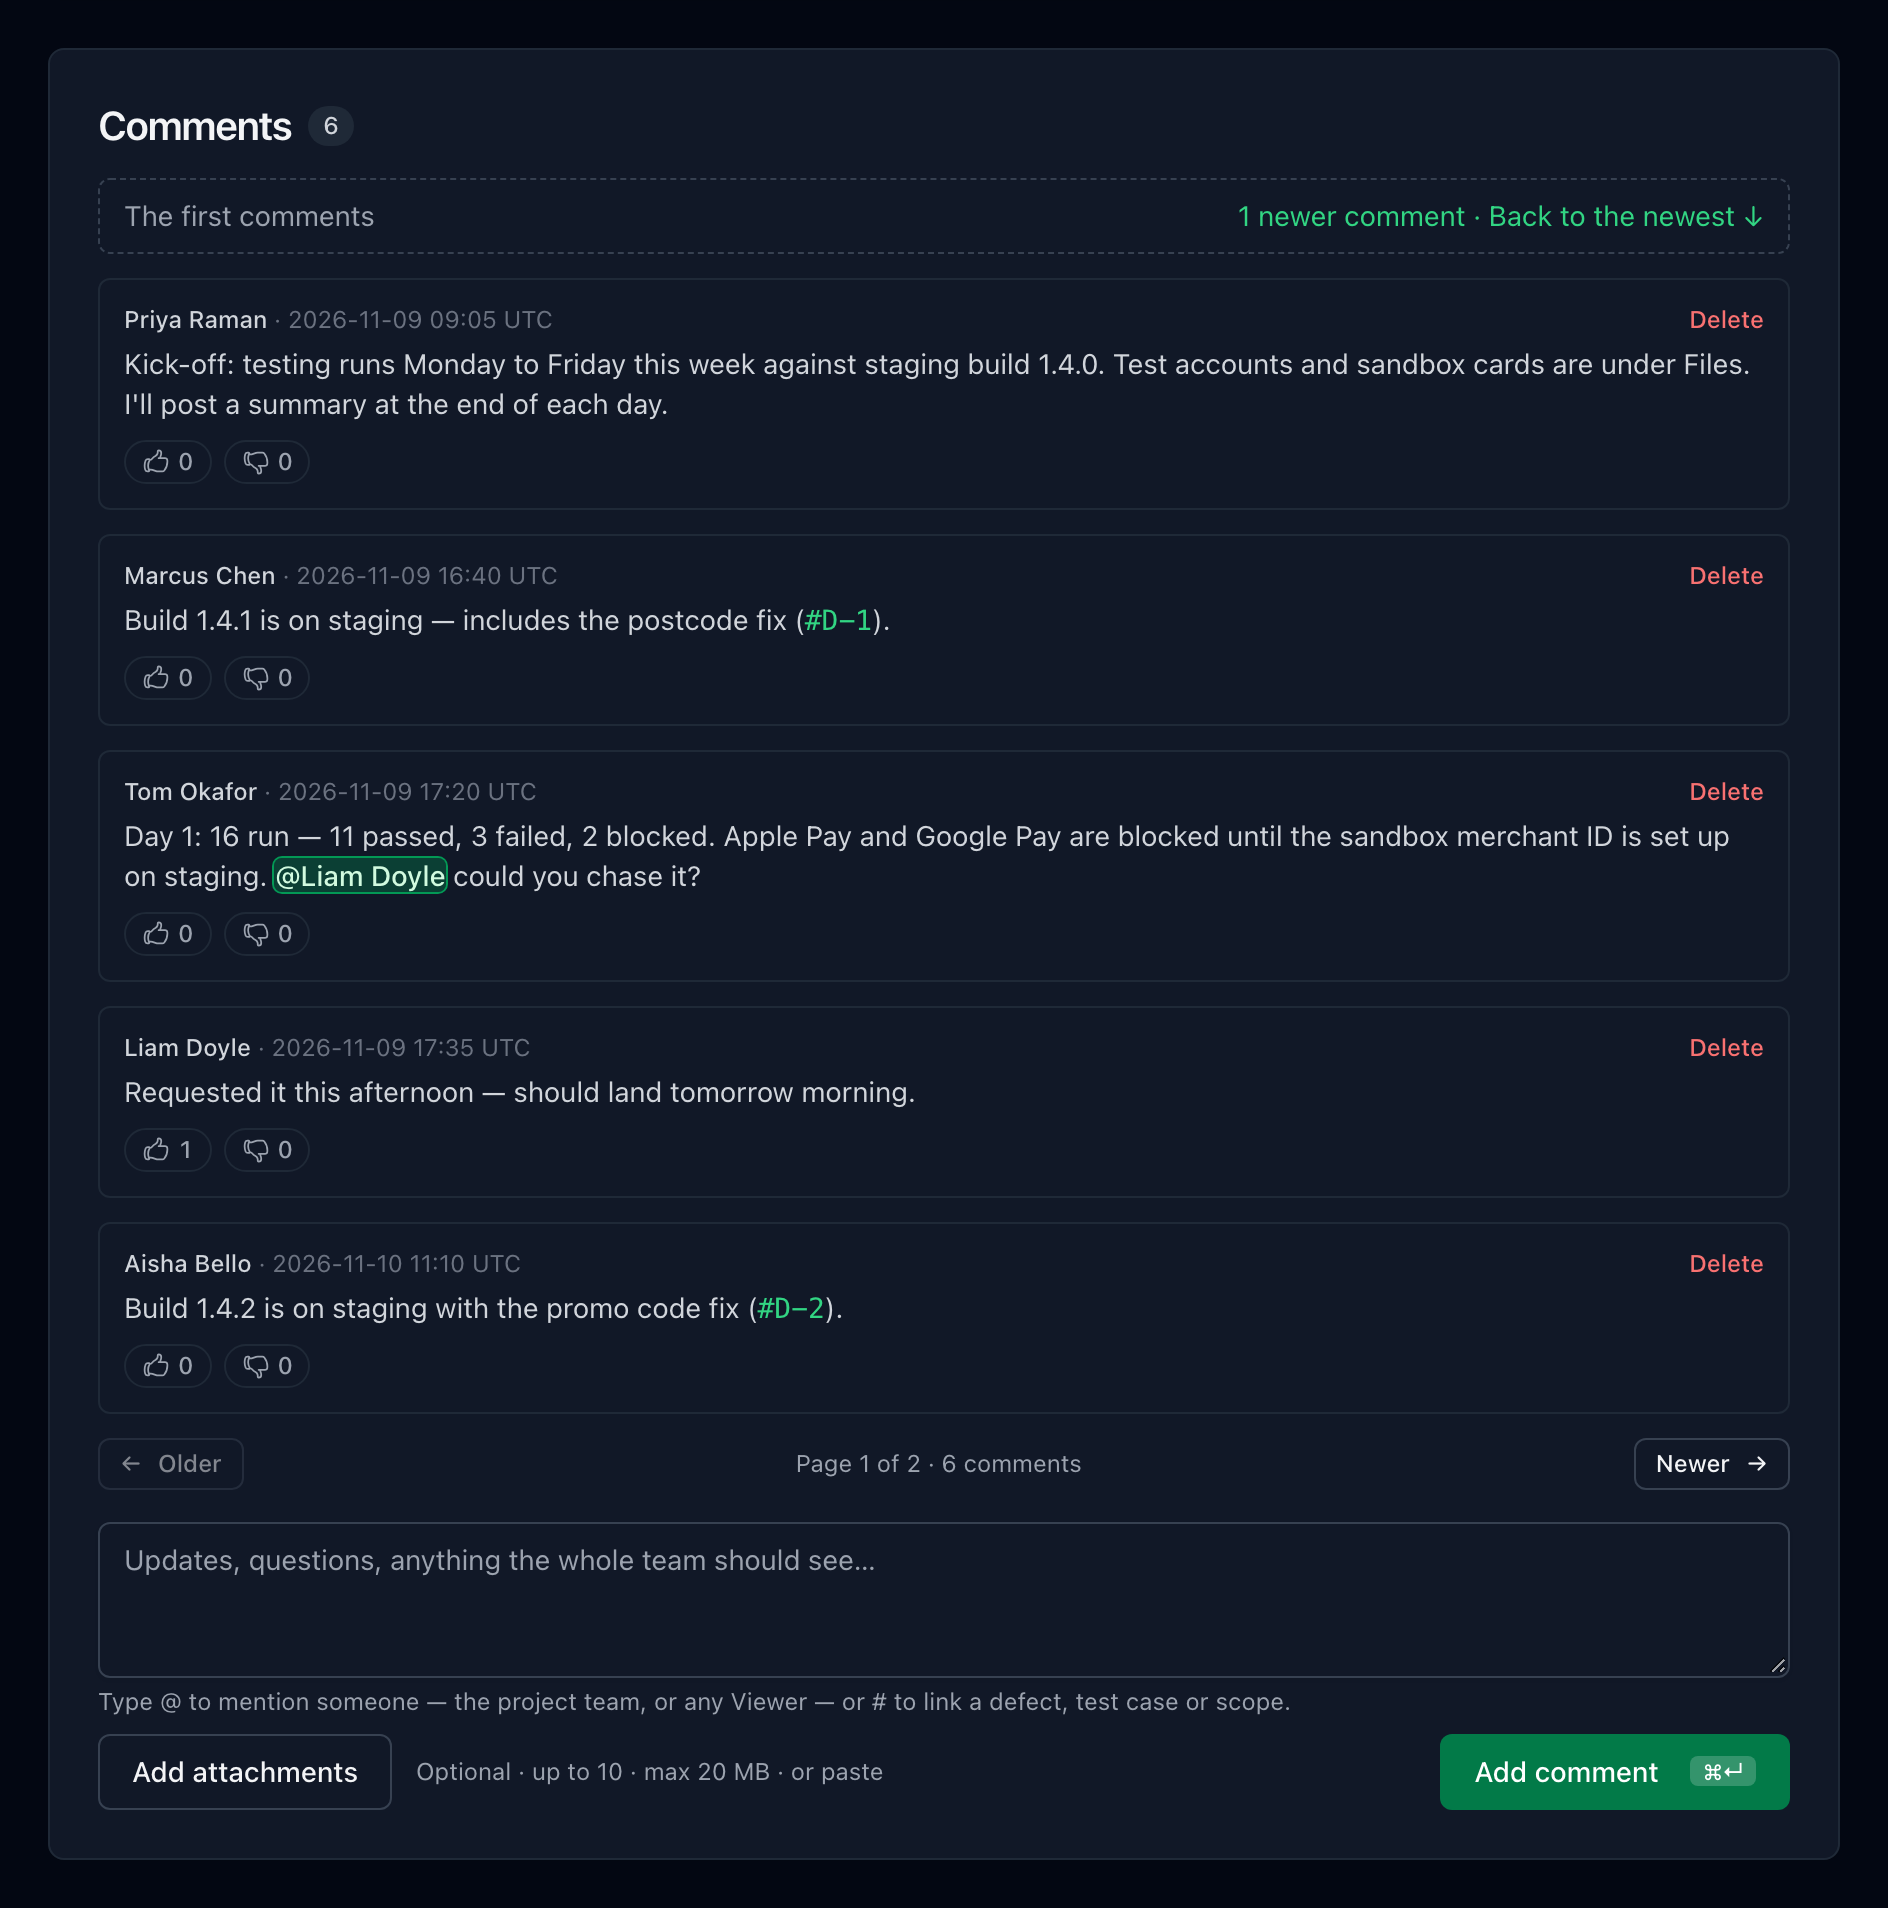 Comments 6
The first comments 1 newer comment · Back to the newest ↓
Priya Raman · 2026-11-09 09:05 UTC Delete
Kick-off: testing runs Monday to Friday this week against staging build 1.4.0. Test accounts and sandbox cards are under Files.
I'll post a summary at the end of each day.
0 0
Marcus Chen · 2026-11-09 16:40 UTC Delete
Build 1.4.1 is on staging — includes the postcode fix (#D-1).
0 0
Tom Okafor · 2026-11-09 17:20 UTC Delete
Day 1: 16 run — 11 passed, 3 failed, 2 blocked. Apple Pay and Google Pay are blocked until the sandbox merchant ID is set up
on staging. @Liam Doyle could you chase it?
0 0
Liam Doyle · 2026-11-09 17:35 UTC Delete
Requested it this afternoon — should land tomorrow morning.
1 0
Aisha Bello · 2026-11-10 11:10 UTC Delete
Build 1.4.2 is on staging with the promo code fix (#D-2).
0 0
← Older Page 1 of 2 · 6 comments Newer →
Updates, questions, anything the whole team should see...
Type @ to mention someone — the project team, or any Viewer — or # to link a defect, test case or scope.
Add attachments Optional · up to 10 · max 20 MB · or paste Add comment ⌘↵